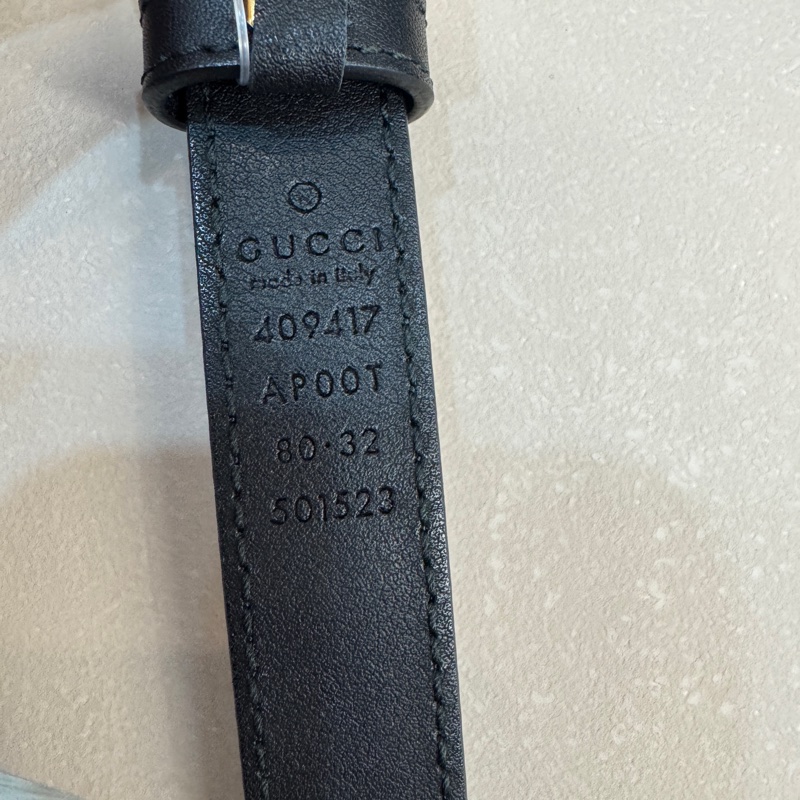 GUCCI
made in Italy
409417
AP00T
80·32
501523